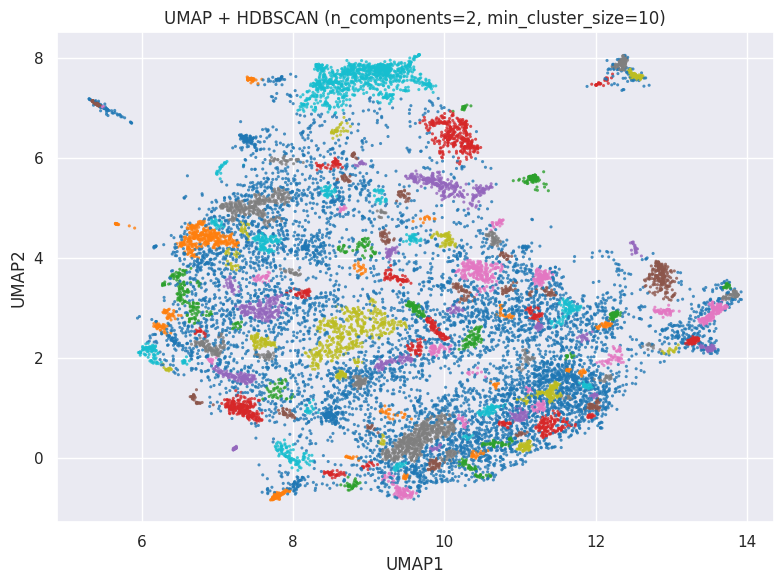 UMAP + HDBSCAN (n_components=2, min_cluster_size=10)
8
6
4
2
0
UMAP2
6 8 10 12 14
UMAP1